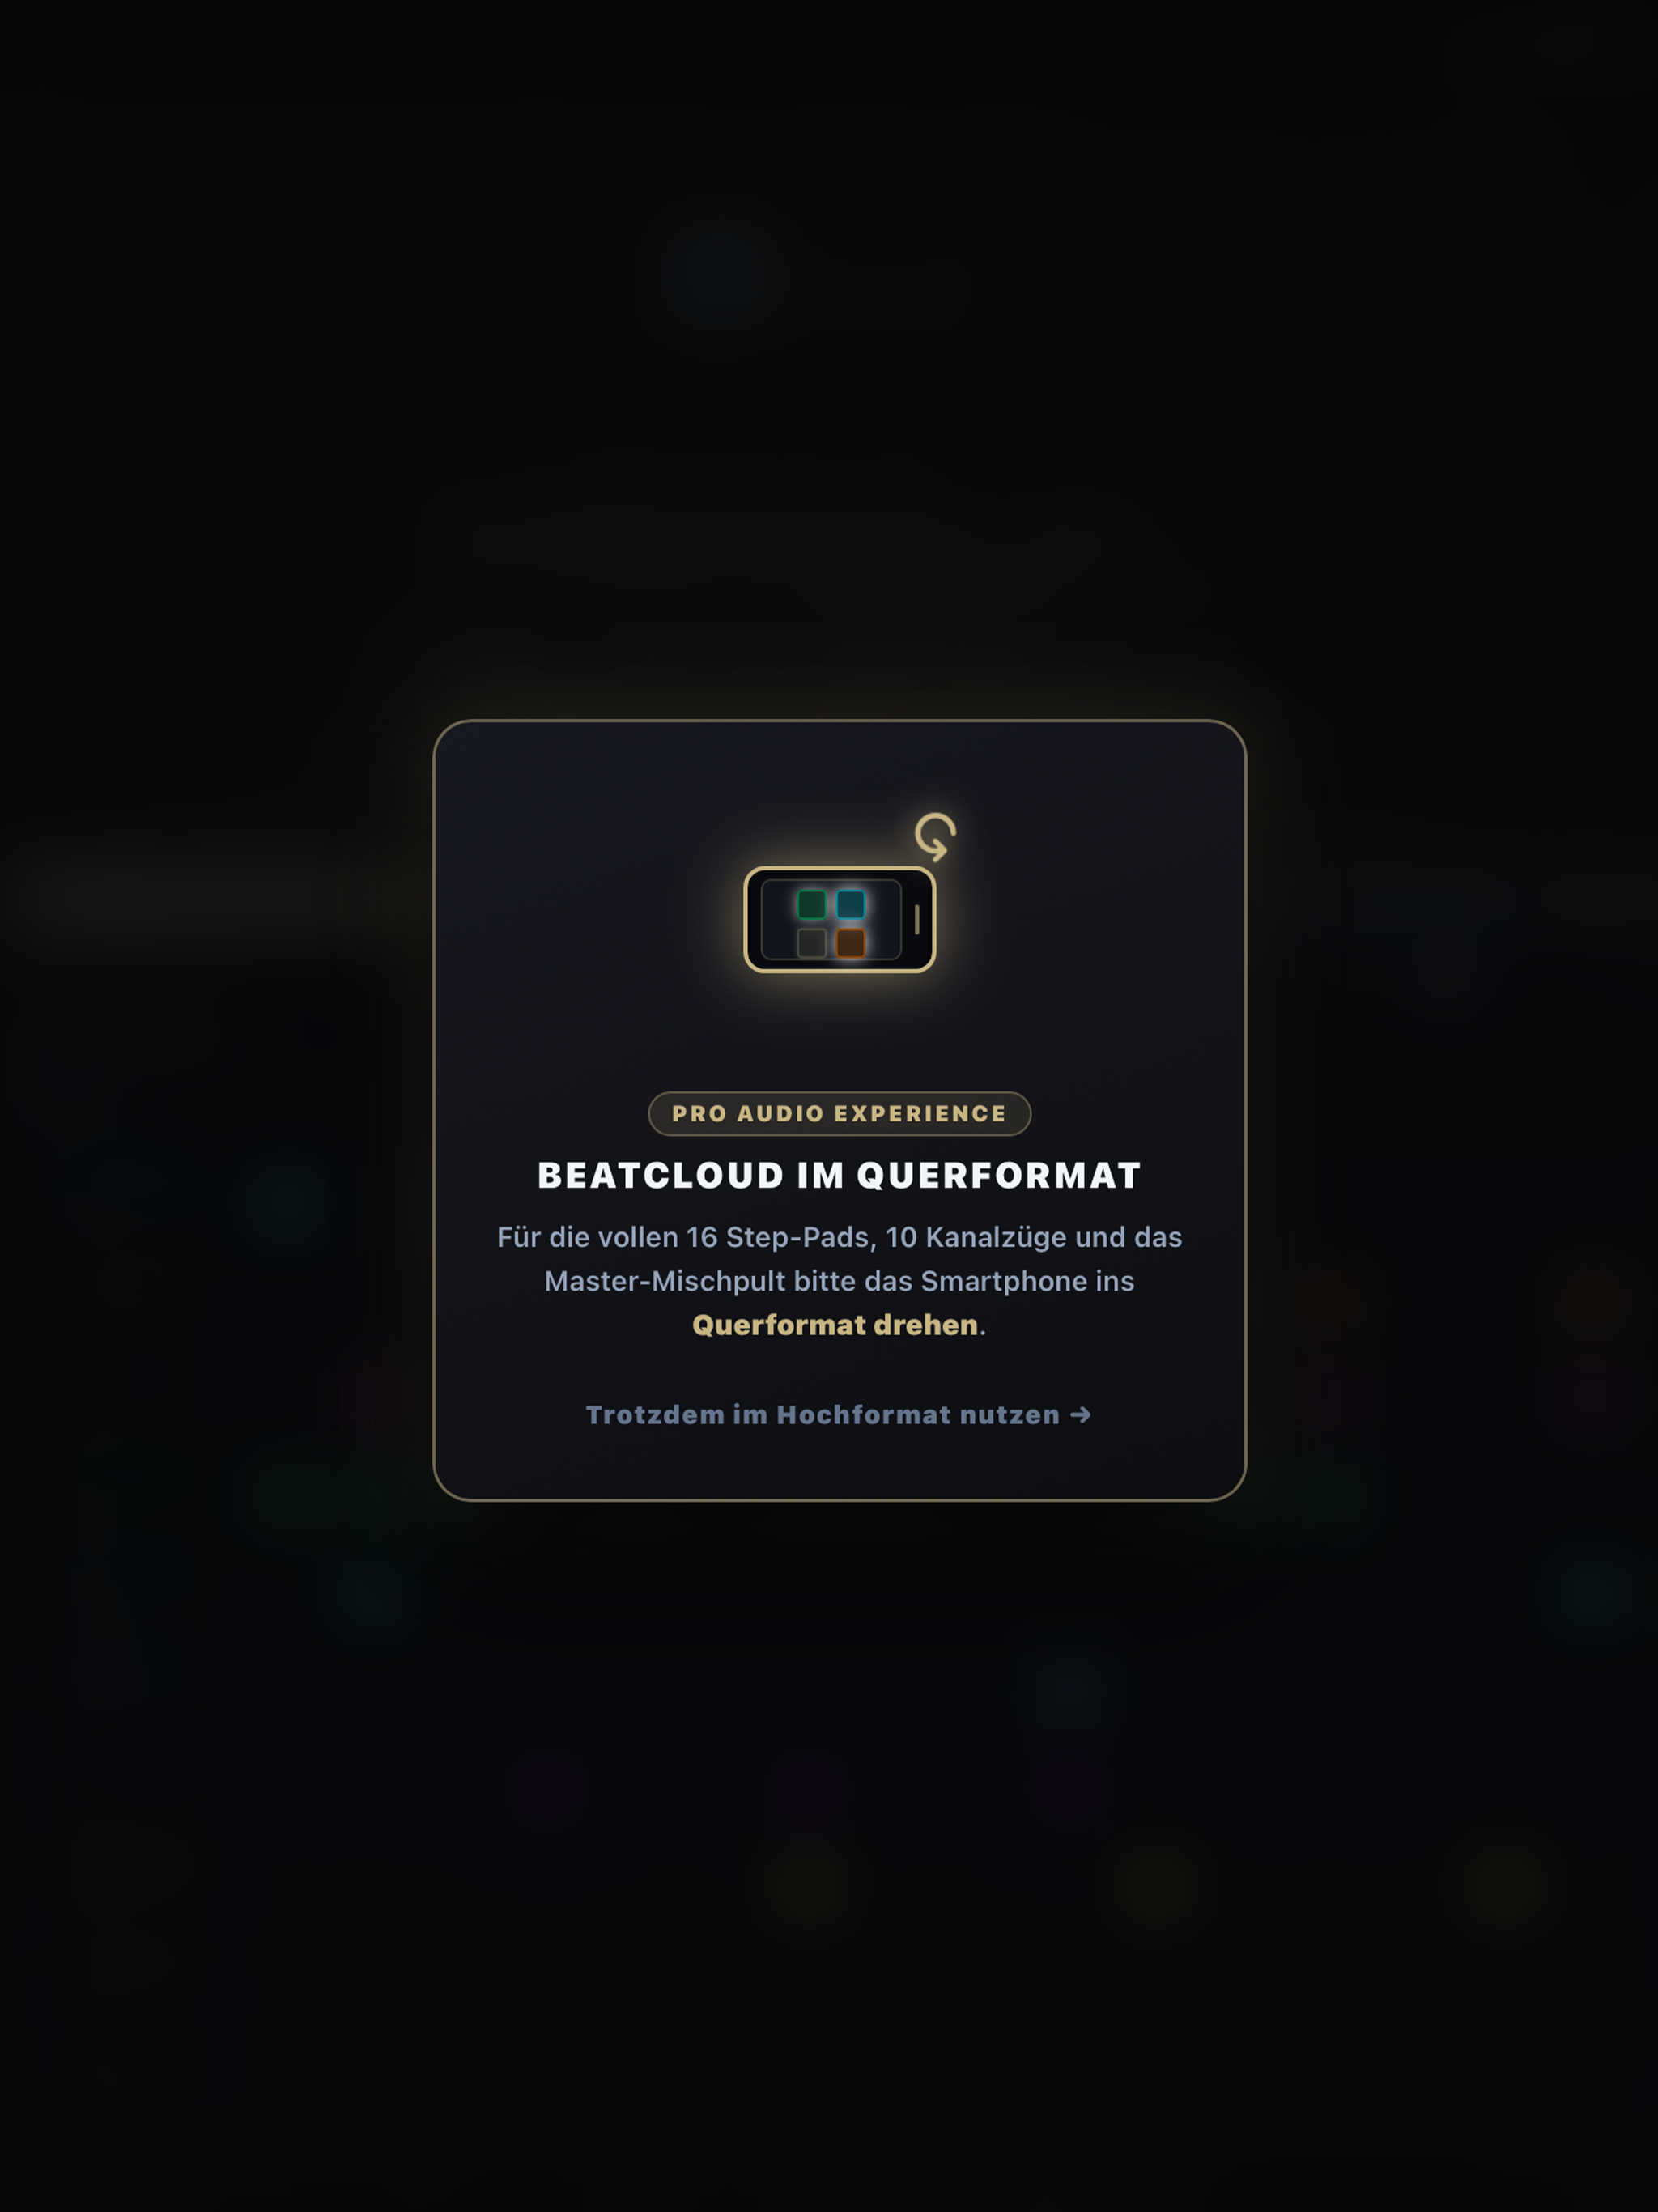 PRO AUDIO EXPERIENCE
BEATCLOUD IM QUERFORMAT
Für die vollen 16 Step-Pads, 10 Kanalzüge und das
Master-Mischpult bitte das Smartphone ins
Querformat drehen.
Trotzdem im Hochformat nutzen →